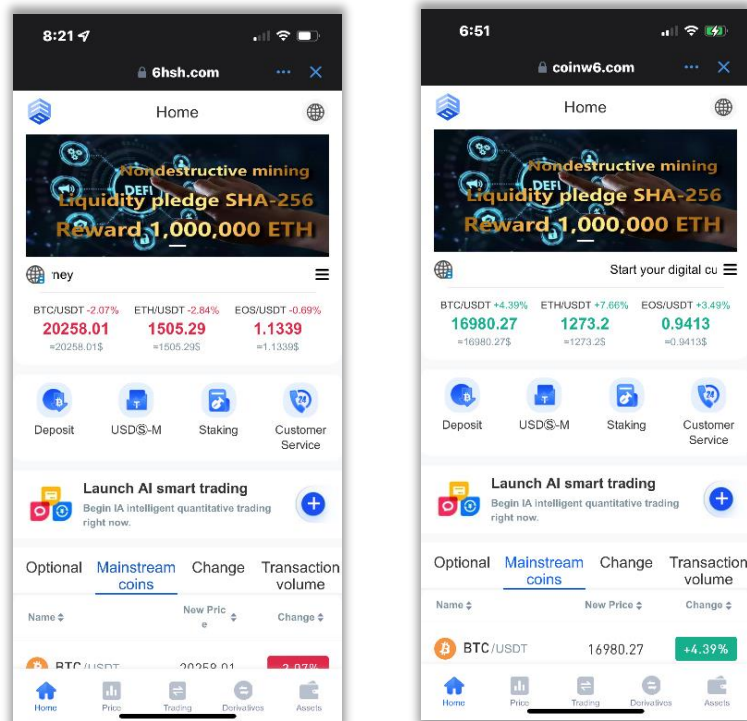 8:21
6hsh.com
Home
Nondestructive mining
DEFI
Liquidity pledge SHA-256
Reward 1,000,000 ETH
ney
BTC/USDT -2.07% ETH/USDT -2.84% EOS/USDT -0.69%
20258.01 1505.29 1.1339
≈20258.01$ ≈1505.29$ ≈1.1339$
Deposit USDⓈ-M Staking Customer
Service
Launch AI smart trading
Begin IA intelligent quantitative trading
right now.
Optional Mainstream Change Transaction
coins volume
Name New Pric Change
e
BTC/USDT 20258.01 -2.07%
Home Price Trading Derivatives Assets
6:51
coinw6.com
Home
Nondestructive mining
DEFI
Liquidity pledge SHA-256
Reward 1,000,000 ETH
Start your digital cu
BTC/USDT +4.39% ETH/USDT +7.66% EOS/USDT +3.49%
16980.27 1273.2 0.9413
≈16980.27$ ≈1273.2$ ≈0.9413$
Deposit USDⓈ-M Staking Customer
Service
Launch AI smart trading
Begin IA intelligent quantitative trading
right now.
Optional Mainstream Change Transaction
coins volume
Name New Price Change
BTC/USDT 16980.27 +4.39%
Home Price Trading Derivatives Assets